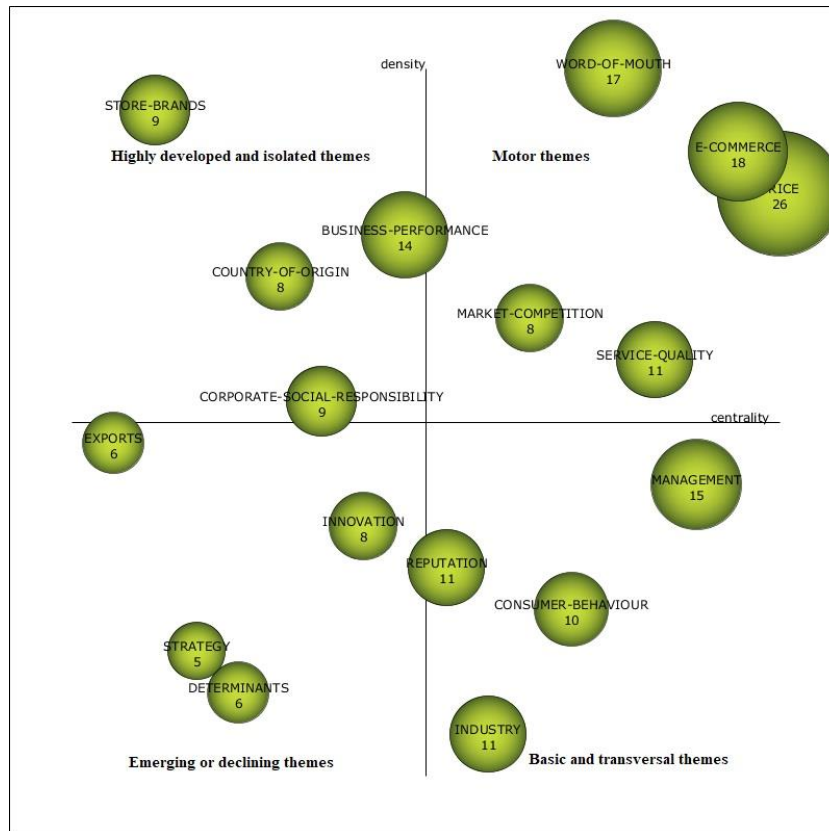 density
WORD-OF-MOUTH
17
STORE-BRANDS
9
E-COMMERCE
18
Highly developed and isolated themes
Motor themes
RICE
26
BUSINESS-PERFORMANCE
14
COUNTRY-OF-ORIGIN
8
MARKET-COMPETITION
8
SERVICE-QUALITY
11
CORPORATE-SOCIAL-RESPONSIBILITY
9
centrality
EXPORTS
6
MANAGEMENT
15
INNOVATION
8
REPUTATION
11
CONSUMER-BEHAVIOUR
10
STRATEGY
5
DETERMINANTS
6
INDUSTRY
11
Emerging or declining themes
Basic and transversal themes